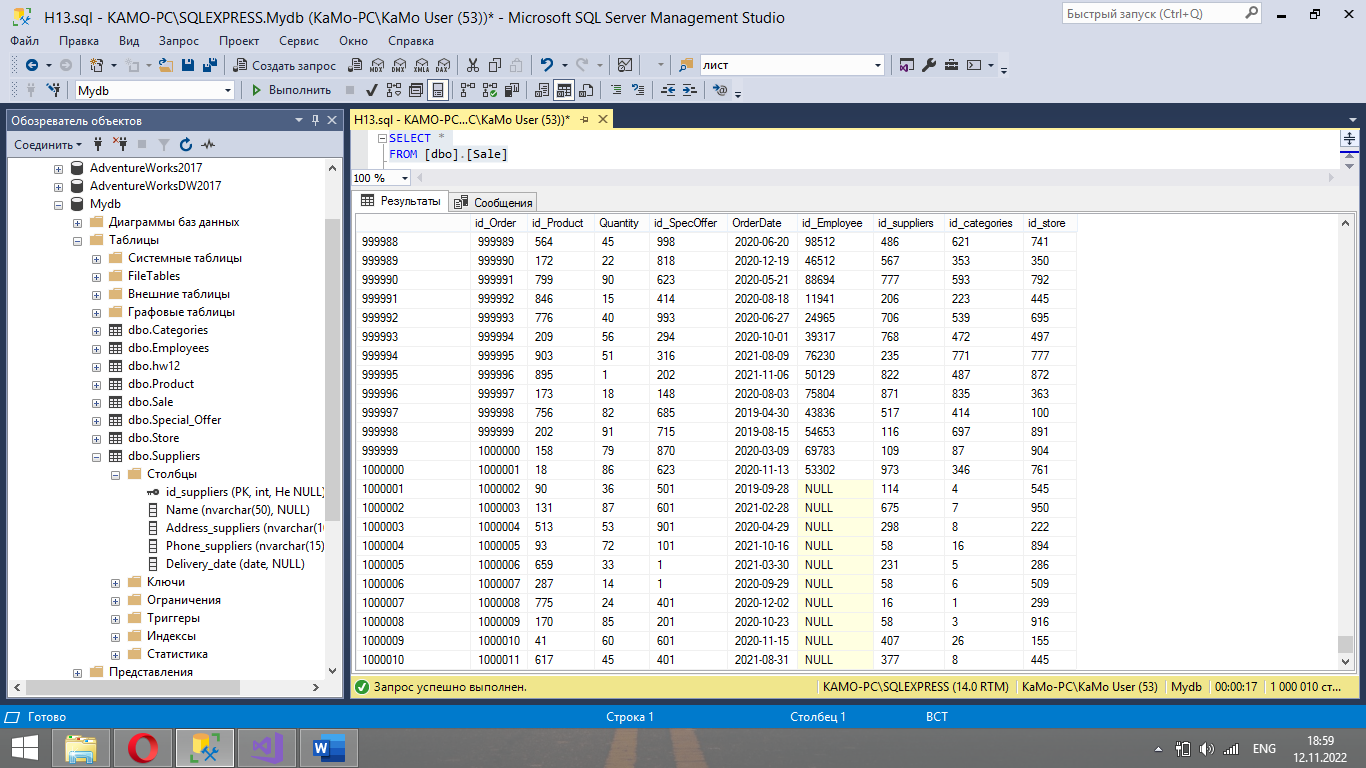 H13.sql - KAMO-PC\SQLEXPRESS.Mydb (KaMo-PC\KaMo User (53))* - Microsoft SQL Server Management Studio
Быстрый запуск (Ctrl+Q)
Файл Правка Вид Запрос Проект Сервис Окно Справка
Создать запрос MDX DMX XMLA DAX лист
Mydb Выполнить
Обозреватель объектов
Соединить
AdventureWorks2017
AdventureWorksDW2017
Mydb
Диаграммы баз данных
Таблицы
Системные таблицы
FileTables
Внешние таблицы
Графовые таблицы
dbo.Categories
dbo.Employees
dbo.hw12
dbo.Product
dbo.Sale
dbo.Special_Offer
dbo.Store
dbo.Suppliers
Столбцы
id_suppliers (PK, int, Не NULL)
Name (nvarchar(50), NULL)
Address_suppliers (nvarchar(1
Phone_suppliers (nvarchar(15)
Delivery_date (date, NULL)
Ключи
Ограничения
Триггеры
Индексы
Статистика
Представления
H13.sql - KAMO-PC...C\KaMo User (53))*
SELECT *
FROM [dbo].[Sale]
100 %
Результаты Сообщения
id_Order id_Product Quantity id_SpecOffer OrderDate id_Employee id_suppliers id_categories id_store
999988 999989 564 45 998 2020-06-20 98512 486 621 741
999989 999990 172 22 818 2020-12-19 46512 567 353 350
999990 999991 799 90 623 2020-05-21 88694 777 593 792
999991 999992 846 15 414 2020-08-18 11941 206 223 445
999992 999993 776 40 993 2020-06-27 24965 706 539 695
999993 999994 209 56 294 2020-10-01 39317 768 472 497
999994 999995 903 51 316 2021-08-09 76230 235 771 777
999995 999996 895 1 202 2021-11-06 50129 822 487 872
999996 999997 173 18 148 2020-08-03 75804 871 835 363
999997 999998 756 82 685 2019-04-30 43836 517 414 100
999998 999999 202 91 715 2019-08-15 54653 116 697 891
999999 1000000 158 79 870 2020-03-09 69783 109 87 904
1000000 1000001 18 86 623 2020-11-13 53302 973 346 761
1000001 1000002 90 36 501 2019-09-28 NULL 114 4 545
1000002 1000003 131 87 601 2021-02-28 NULL 675 7 950
1000003 1000004 513 53 901 2020-04-29 NULL 298 8 222
1000004 1000005 93 72 101 2021-10-16 NULL 58 16 894
1000005 1000006 659 33 1 2021-03-30 NULL 231 5 286
1000006 1000007 287 14 1 2020-09-29 NULL 58 6 509
1000007 1000008 775 24 401 2020-12-02 NULL 16 1 299
1000008 1000009 170 85 201 2020-10-23 NULL 58 3 916
1000009 1000010 41 60 601 2020-11-15 NULL 407 26 155
1000010 1000011 617 45 401 2021-08-31 NULL 377 8 445
Запрос успешно выполнен. KAMO-PC\SQLEXPRESS (14.0 RTM) KaMo-PC\KaMo User (53) Mydb 00:00:17 1 000 010 ст...
Готово Строка 1 Столбец 1 ВСТ
ENG 18:59
12.11.2022